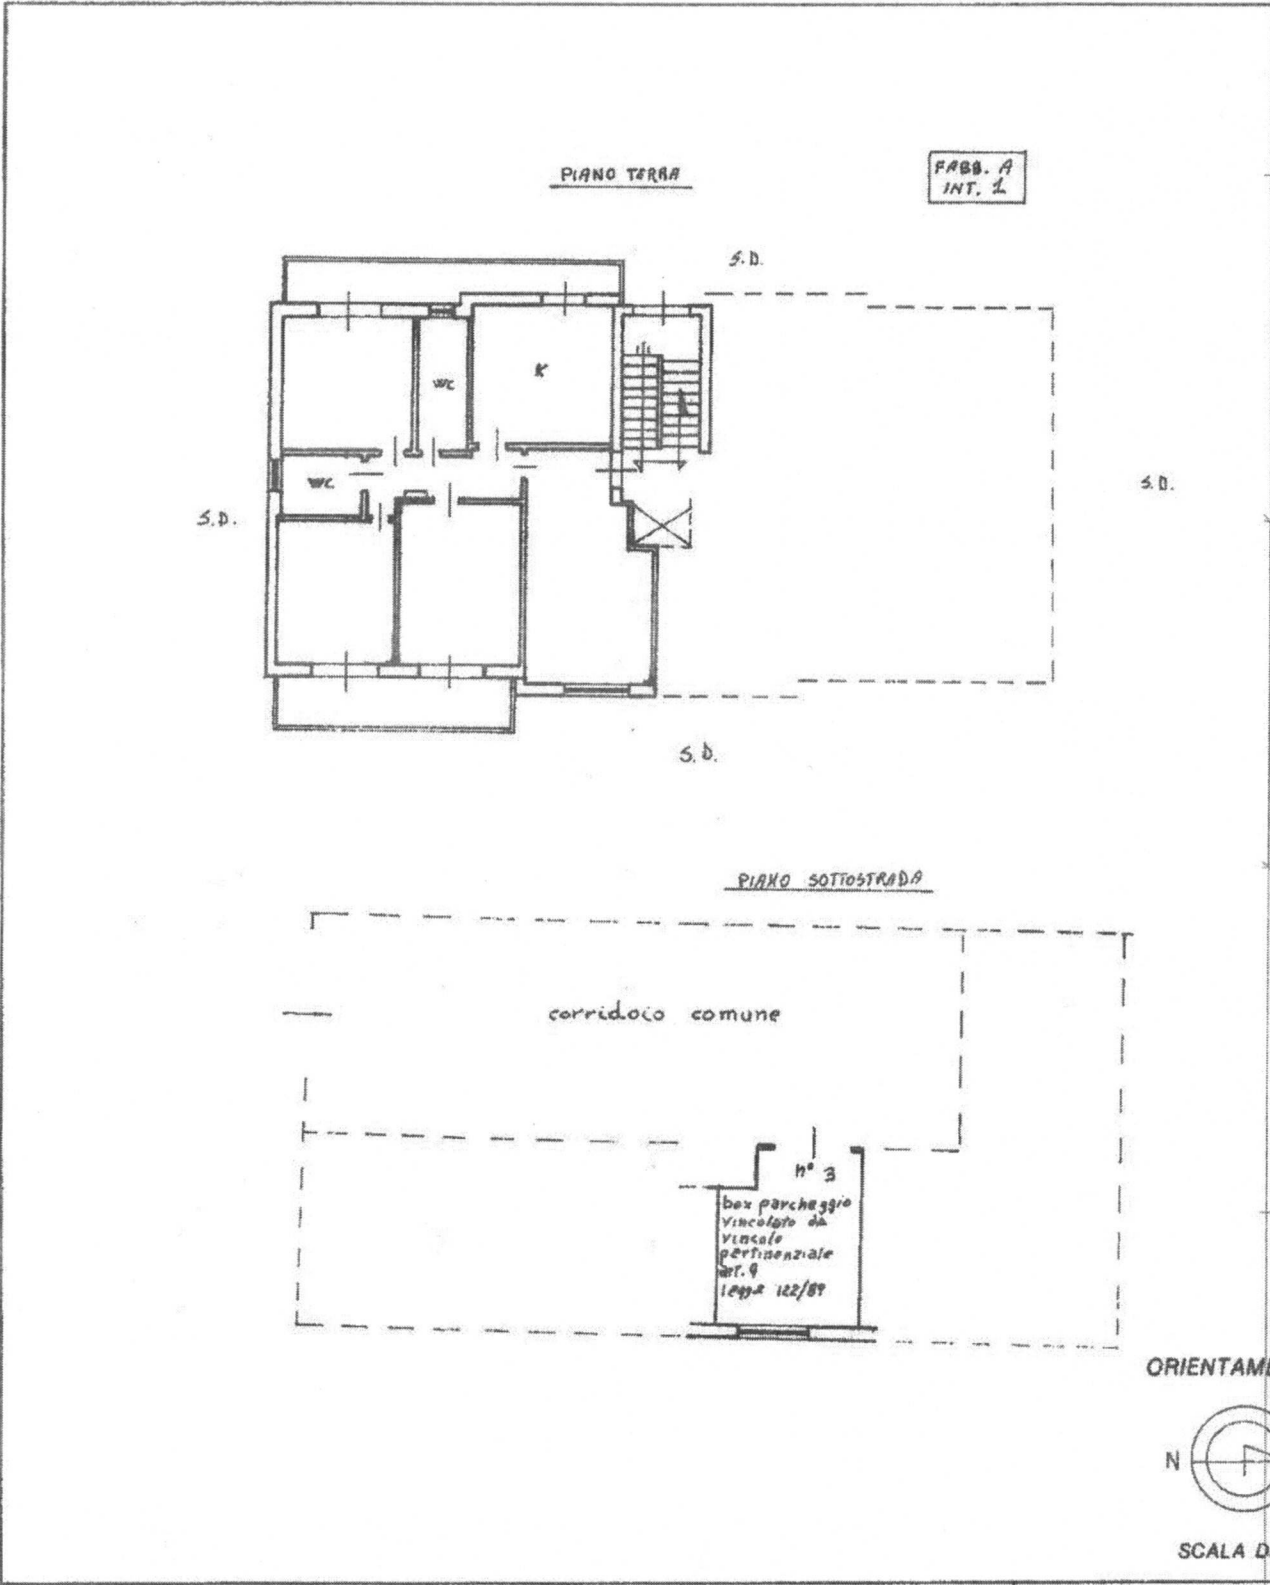 PIANO TERRA
FABB. A
INT. 1
S.D.
WC
K
WC
S.D.
S.D.
S.D.
PIANO SOTTOSTRADA
corridoio comune
n° 3
box parcheggio
vincolato da
vincolo
pertinenziale
art. 9
legge 122/89
ORIENTAME
N
SCALA D